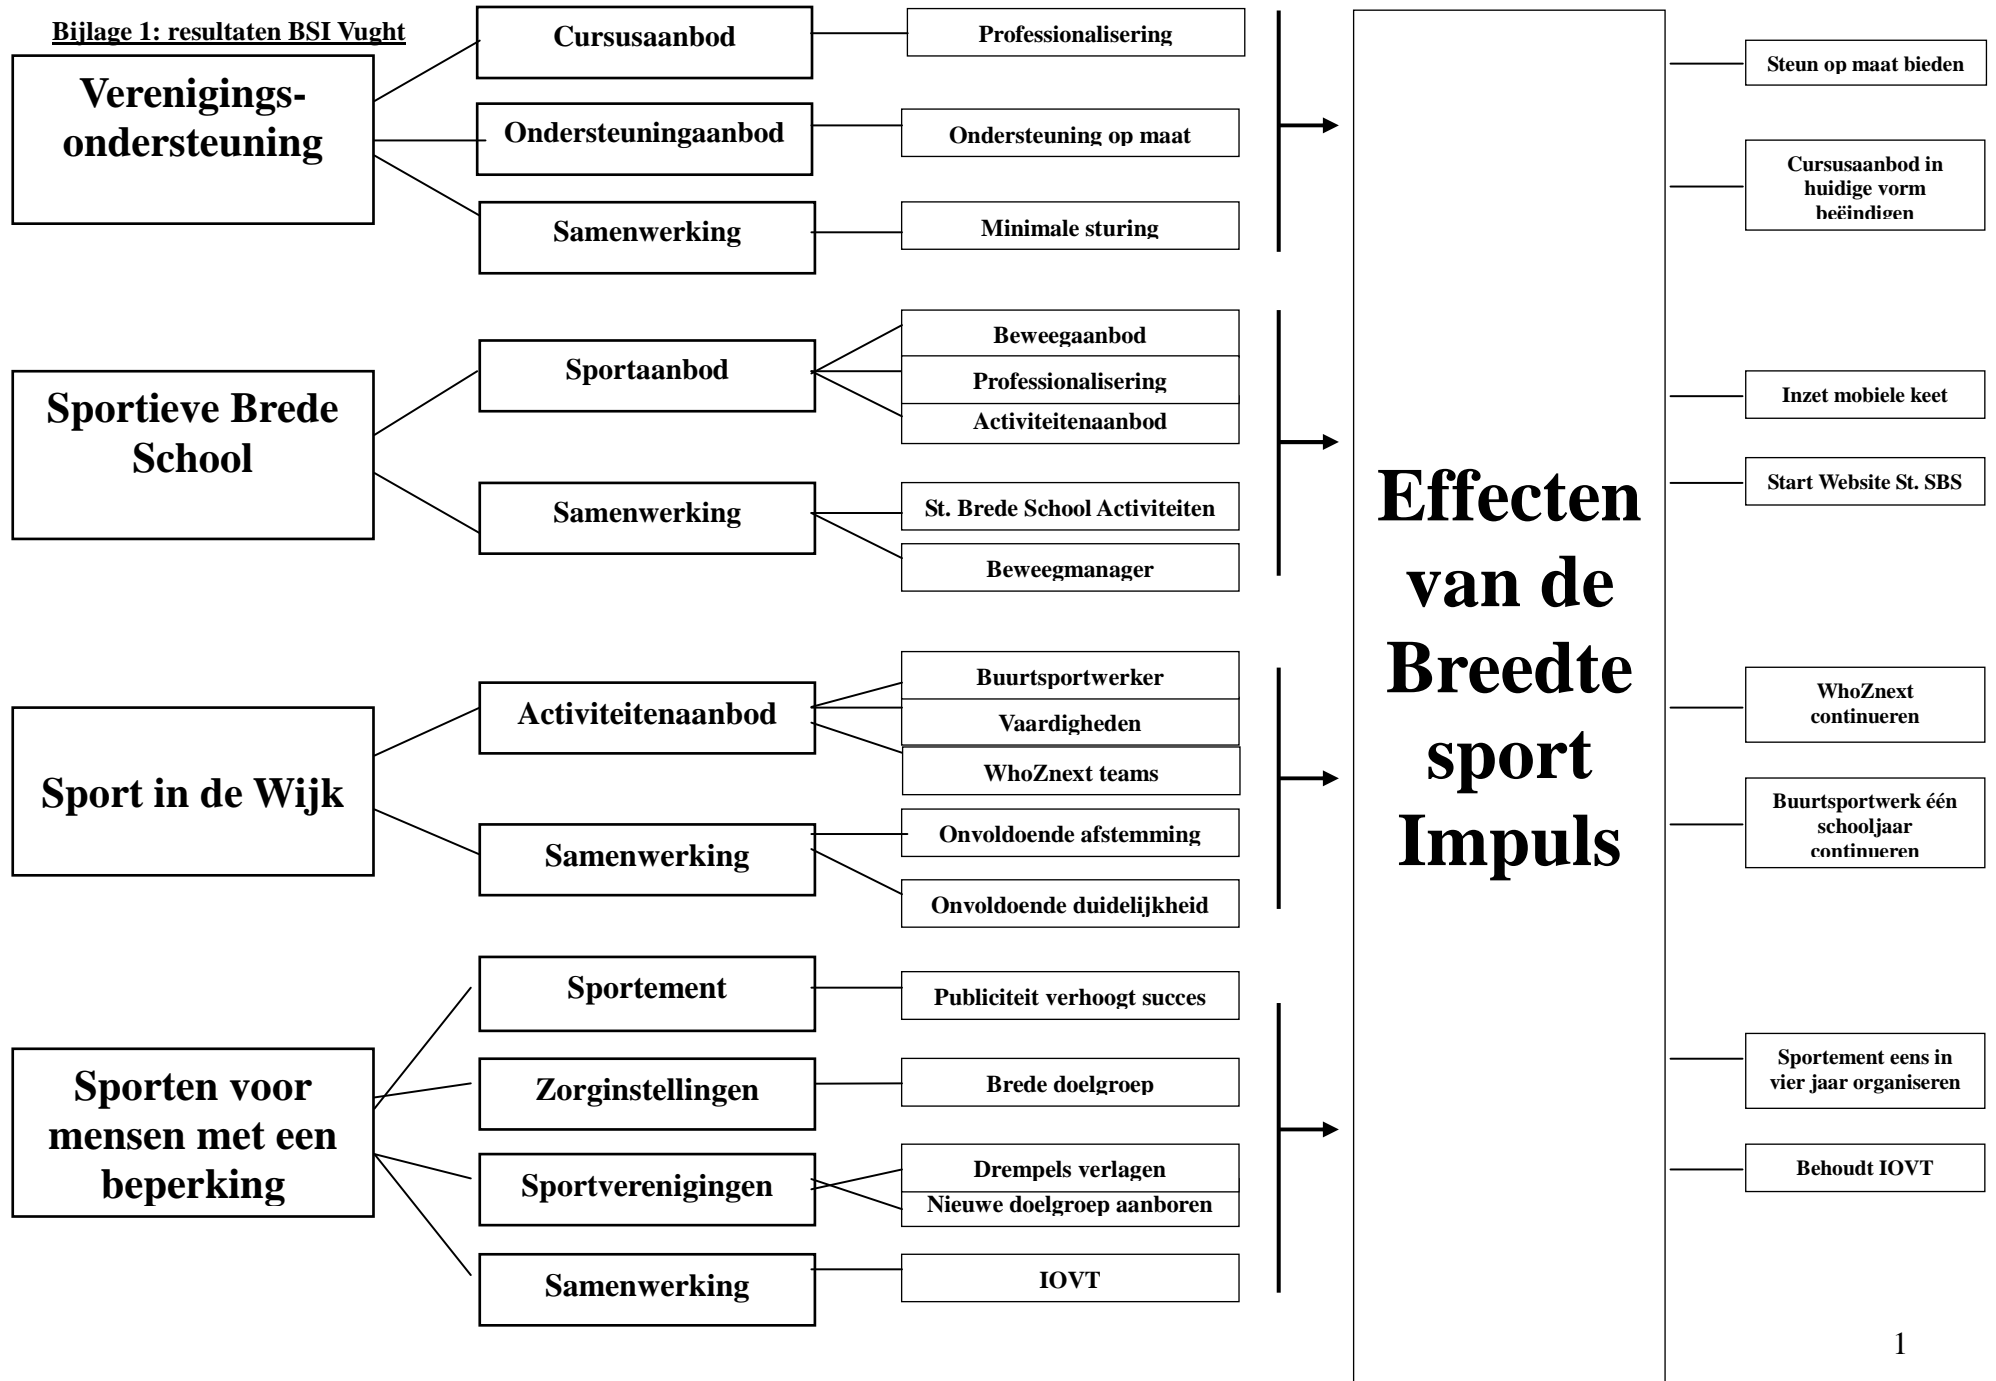 Bijlage 1: resultaten BSI Vught
Verenigings-
ondersteuning
Cursusaanbod
Professionalisering
Ondersteuningaanbod
Ondersteuning op maat
Samenwerking
Minimale sturing
Sportieve Brede
School
Sportaanbod
Beweegaanbod
Professionalisering
Activiteitenaanbod
Samenwerking
St. Brede School Activiteiten
Beweegmanager
Sport in de Wijk
Activiteitenaanbod
Buurtsportwerker
Vaardigheden
WhoZnext teams
Samenwerking
Onvoldoende afstemming
Onvoldoende duidelijkheid
Sporten voor
mensen met een
beperking
Sportement
Publiciteit verhoogt succes
Zorginstellingen
Brede doelgroep
Sportverenigingen
Drempels verlagen
Nieuwe doelgroep aanboren
Samenwerking
IOVT
Effecten
van de
Breedte
sport
Impuls
Steun op maat bieden
Cursusaanbod in
huidige vorm
beëindigen
Inzet mobiele keet
Start Website St. SBS
WhoZnext
continueren
Buurtsportwerk één
schooljaar
continueren
Sportement eens in
vier jaar organiseren
Behoudt IOVT
1